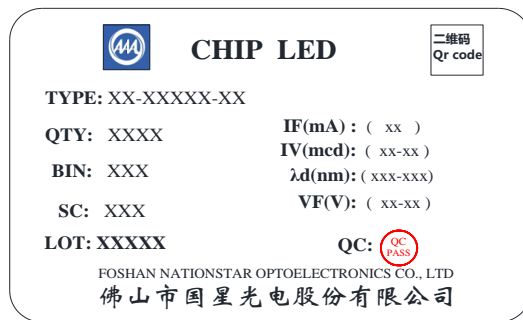 CHIP LED
二维码
Qr code
TYPE: XX-XXXXX-XX
QTY: XXXX
BIN: XXX
SC: XXX
LOT: XXXXX
IF(mA) : ( xx )
IV(mcd): ( xx-xx )
λd(nm): ( xxx-xxx)
VF(V): ( xx-xx )
QC: QC
PASS
FOSHAN NATIONSTAR OPTOELECTRONICS CO., LTD
佛山市国星光电股份有限公司